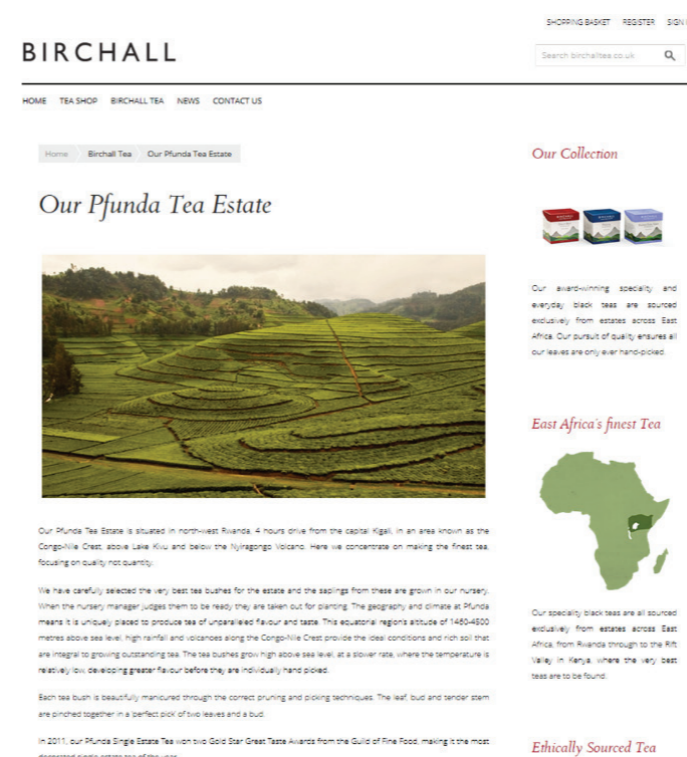 SHOPPING BASKET REGISTER SIGN
BIRCHALL
Search birchalltea.co.uk
HOME TEA SHOP BIRCHALL TEA NEWS CONTACT US
Home Birchall Tea Our Pfunda Tea Estate
Our Pfunda Tea Estate
Our Pfunda Tea Estate is situated in north-west Rwanda, 4 hours drive from the capital Kigali, in an area known as the
Congo-Nile Crest, above Lake Kivu and below the Nyiragongo Volcano. Here we concentrate on making the finest tea,
focusing on quality not quantity.
We have carefully selected the very best tea bushes for the estate and the saplings from these are grown in our nursery.
When the nursery manager judges them to be ready they are taken out for planting. The geography and climate at Pfunda
means it is uniquely placed to produce tea of unparalleled flavour and taste. This equatorial region's altitude of 1460-4500
metres above sea level, high rainfall and volcanoes along the Congo-Nile Crest provide the ideal conditions and rich soil that
are integral to growing outstanding tea. The tea bushes grow high above sea level, at a slower rate, where the temperature is
relatively low, developing greater flavour before they are individually hand picked.
Each tea bush is beautifully manicured through the correct pruning and picking techniques. The leaf, bud and tender stem
are pinched together in a 'perfect pick' of two leaves and a bud.
In 2011, our Pfunda Single Estate Tea won two Gold Star Great Taste Awards from the Guild of Fine Food, making it the most
decorated single estate tea of the year.
Our Collection
Our award-winning speciality and
everyday black teas are sourced
exclusively from estates across East
Africa. Our pursuit of quality ensures all
our leaves are only ever hand-picked.
East Africa's finest Tea
Our speciality black teas are all sourced
exclusively from estates across East
Africa, from Rwanda through to the Rift
Valley in Kenya, where the very best
teas are to be found.
Ethically Sourced Tea